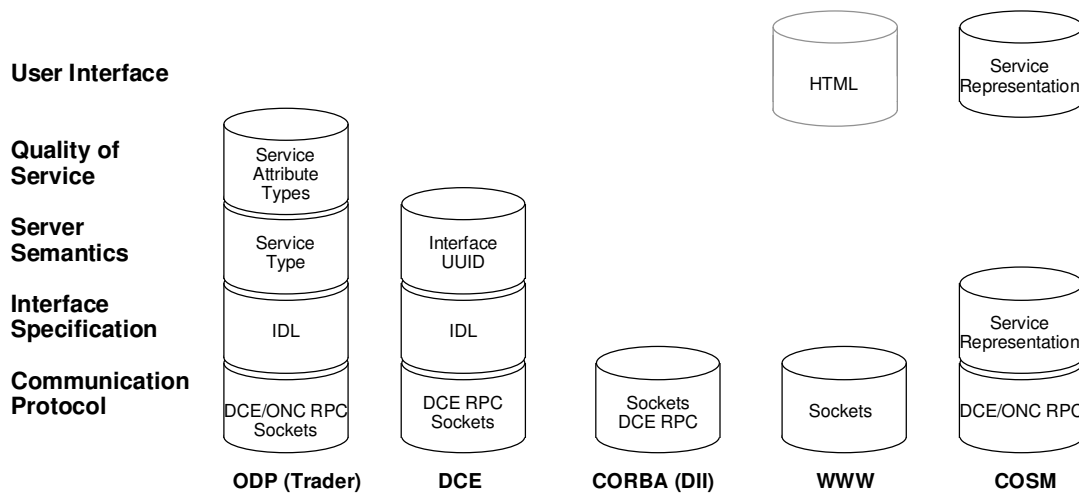 User Interface
HTML
Service
Representation
Quality of
Service
Service
Attribute
Types
Server
Semantics
Service
Type
Interface
UUID
Interface
Specification
IDL
IDL
Service
Representation
Communication
Protocol
DCE/ONC RPC
Sockets
DCE RPC
Sockets
Sockets
DCE RPC
Sockets
DCE/ONC RPC
ODP (Trader)
DCE
CORBA (DII)
WWW
COSM